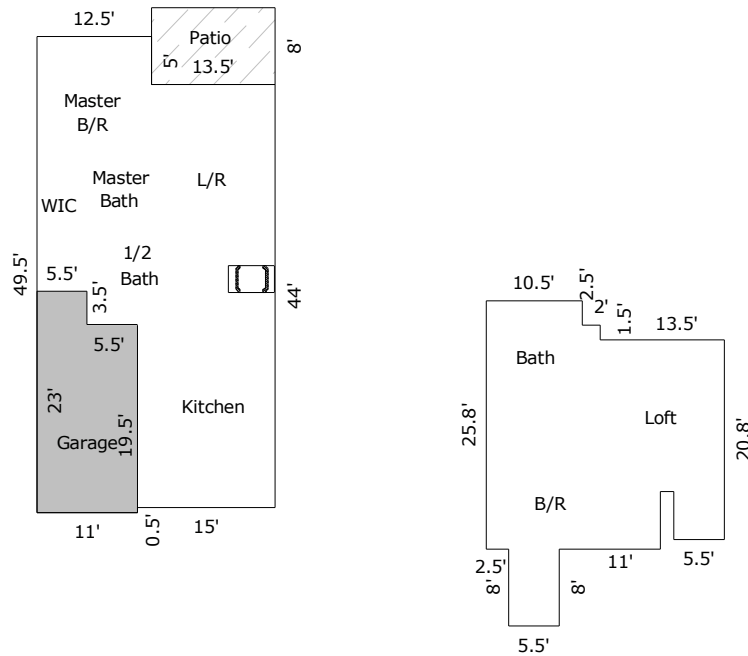 12.5'
Patio
8'
5'
13.5'
Master
B/R
Master
Bath
L/R
WIC
1/2
Bath
49.5'
5.5'
3.5'
44'
5.5'
23'
Garage
19.5'
Kitchen
11'
0.5'
15'
10.5'
2.5'
2'
1.5'
13.5'
Bath
25.8'
Loft
20.8'
B/R
2.5'
8'
8'
11'
5.5'
5.5'